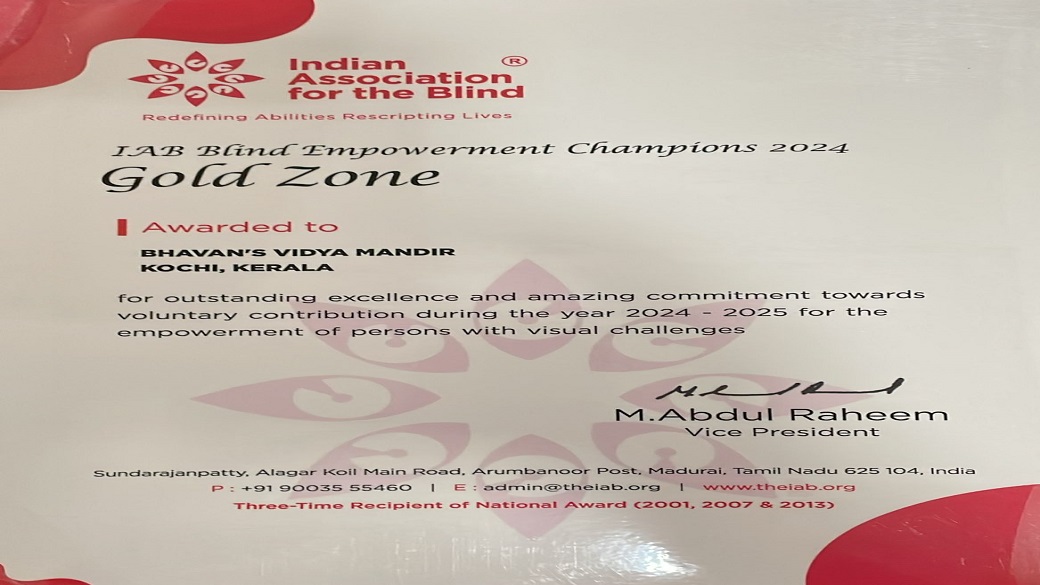 Indian ®
Association
for the Blind
Redefining Abilities Rescripting Lives
IAB Blind Empowerment Champions 2024
Gold Zone
Awarded to
BHAVAN'S VIDYA MANDIR
KOCHI, KERALA
for outstanding excellence and amazing commitment towards
voluntary contribution during the year 2024 - 2025 for the
empowerment of persons with visual challenges
M.Abdul Raheem
Vice President
Sundarajanpatty, Alagar Koil Main Road, Arumbanoor Post, Madurai, Tamil Nadu 625 104, India
P : +91 90035 55460 | E : admin@theiab.org | www.theiab.org
Three-Time Recipient of National Award (2001, 2007 & 2013)